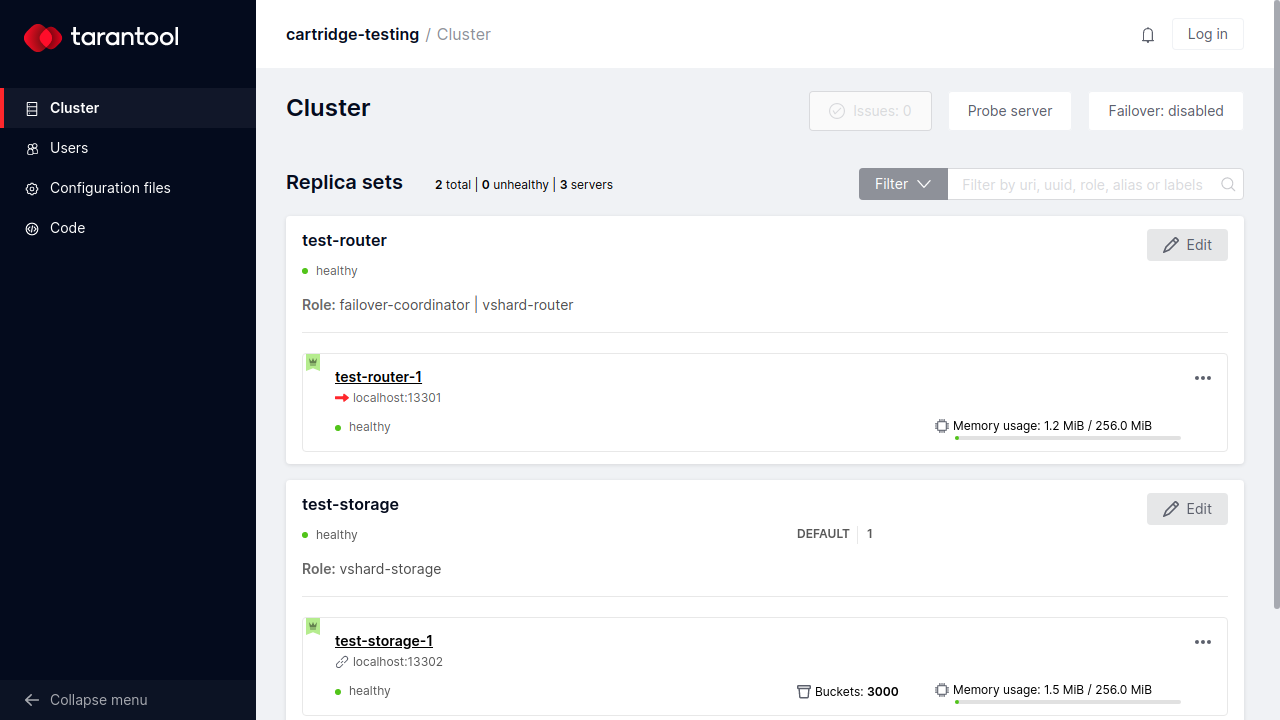 tarantool
Cluster
Users
Configuration files
Code
Collapse menu
cartridge-testing / Cluster
Log in
Cluster
Issues: 0
Probe server
Failover: disabled
Replica sets
2 total | 0 unhealthy | 3 servers
Filter
Filter by uri, uuid, role, alias or labels
test-router
Edit
healthy
Role: failover-coordinator | vshard-router
test-router-1
localhost:13301
healthy
Memory usage: 1.2 MiB / 256.0 MiB
test-storage
Edit
healthy
DEFAULT 1
Role: vshard-storage
test-storage-1
localhost:13302
healthy
Buckets: 3000
Memory usage: 1.5 MiB / 256.0 MiB